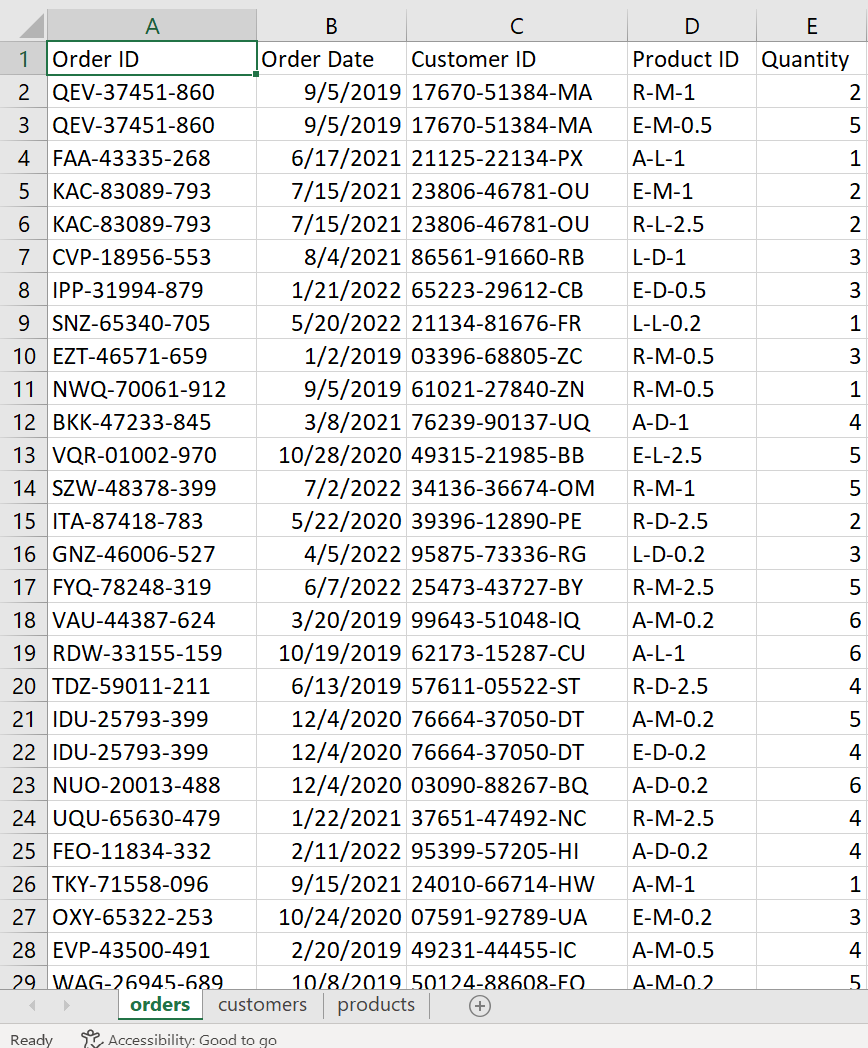 A B C D E
1 Order ID Order Date Customer ID Product ID Quantity
2 QEV-37451-860 9/5/2019 17670-51384-MA R-M-1 2
3 QEV-37451-860 9/5/2019 17670-51384-MA E-M-0.5 5
4 FAA-43335-268 6/17/2021 21125-22134-PX A-L-1 1
5 KAC-83089-793 7/15/2021 23806-46781-OU E-M-1 2
6 KAC-83089-793 7/15/2021 23806-46781-OU R-L-2.5 2
7 CVP-18956-553 8/4/2021 86561-91660-RB L-D-1 3
8 IPP-31994-879 1/21/2022 65223-29612-CB E-D-0.5 3
9 SNZ-65340-705 5/20/2022 21134-81676-FR L-L-0.2 1
10 EZT-46571-659 1/2/2019 03396-68805-ZC R-M-0.5 3
11 NWQ-70061-912 9/5/2019 61021-27840-ZN R-M-0.5 1
12 BKK-47233-845 3/8/2021 76239-90137-UQ A-D-1 4
13 VQR-01002-970 10/28/2020 49315-21985-BB E-L-2.5 5
14 SZW-48378-399 7/2/2022 34136-36674-OM R-M-1 5
15 ITA-87418-783 5/22/2020 39396-12890-PE R-D-2.5 2
16 GNZ-46006-527 4/5/2022 95875-73336-RG L-D-0.2 3
17 FYQ-78248-319 6/7/2022 25473-43727-BY R-M-2.5 5
18 VAU-44387-624 3/20/2019 99643-51048-IQ A-M-0.2 6
19 RDW-33155-159 10/19/2019 62173-15287-CU A-L-1 6
20 TDZ-59011-211 6/13/2019 57611-05522-ST R-D-2.5 4
21 IDU-25793-399 12/4/2020 76664-37050-DT A-M-0.2 5
22 IDU-25793-399 12/4/2020 76664-37050-DT E-D-0.2 4
23 NUO-20013-488 12/4/2020 03090-88267-BQ A-D-0.2 6
24 UQU-65630-479 1/22/2021 37651-47492-NC R-M-2.5 4
25 FEO-11834-332 2/11/2022 95399-57205-HI A-D-0.2 4
26 TKY-71558-096 9/15/2021 24010-66714-HW A-M-1 1
27 OXY-65322-253 10/24/2020 07591-92789-UA E-M-0.2 3
28 EVP-43500-491 2/20/2019 49231-44455-IC A-M-0.5 4
29 WAG-26945-689 10/8/2019 50124-88608-EO A-M-0.2 5
orders customers products
Ready Accessibility: Good to go